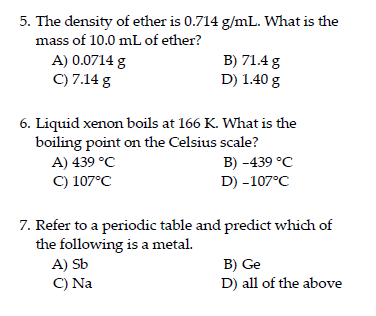 5. The density of ether is 0.714 g/mL. What is the
mass of 10.0 mL of ether?
A) 0.0714 g B) 71.4 g
C) 7.14 g D) 1.40 g
6. Liquid xenon boils at 166 K. What is the
boiling point on the Celsius scale?
A) 439 °C B) –439 °C
C) 107°C D) –107°C
7. Refer to a periodic table and predict which of
the following is a metal.
A) Sb B) Ge
C) Na D) all of the above